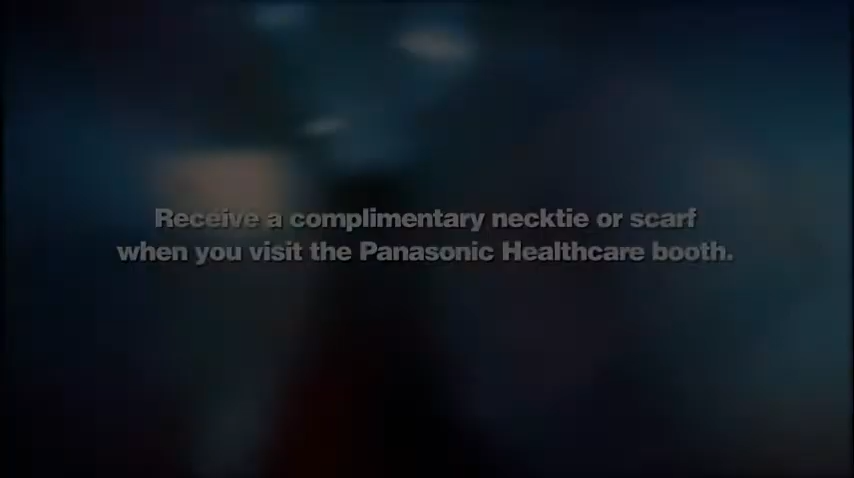 Receive a complimentary necktie or scarf
when you visit the Panasonic Healthcare booth.